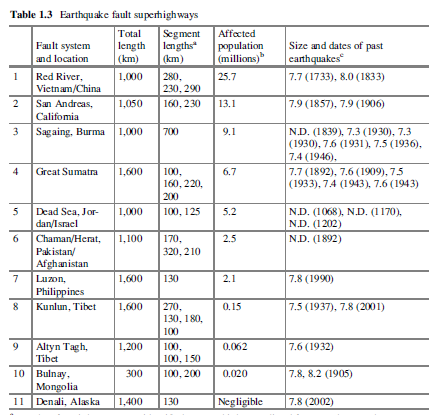 Table 1.3 Earthquake fault superhighways
Fault system and location | Total length (km) | Segment lengthsᵃ (km) | Affected population (millions)ᵇ | Size and dates of past earthquakesᶜ
1 | Red River, Vietnam/China | 1,000 | 280, 230, 290 | 25.7 | 7.7 (1733), 8.0 (1833)
2 | San Andreas, California | 1,050 | 160, 230 | 13.1 | 7.9 (1857), 7.9 (1906)
3 | Sagaing, Burma | 1,000 | 700 | 9.1 | N.D. (1839), 7.3 (1930), 7.3 (1930), 7.6 (1931), 7.5 (1936), 7.4 (1946),
4 | Great Sumatra | 1,600 | 100, 160, 220, 200 | 6.7 | 7.7 (1892), 7.6 (1909), 7.5 (1933), 7.4 (1943), 7.6 (1943)
5 | Dead Sea, Jordan/Israel | 1,000 | 100, 125 | 5.2 | N.D. (1068), N.D. (1170), N.D. (1202)
6 | Chaman/Herat, Pakistan/Afghanistan | 1,100 | 170, 320, 210 | 2.5 | N.D. (1892)
7 | Luzon, Philippines | 1,600 | 130 | 2.1 | 7.8 (1990)
8 | Kunlun, Tibet | 1,600 | 270, 130, 180, 100 | 0.15 | 7.5 (1937), 7.8 (2001)
9 | Altyn Tagh, Tibet | 1,200 | 100, 100, 150 | 0.062 | 7.6 (1932)
10 | Bulnay, Mongolia | 300 | 100, 200 | 0.020 | 7.8, 8.2 (1905)
11 | Denali, Alaska | 1,400 | 130 | Negligible | 7.8 (2002)